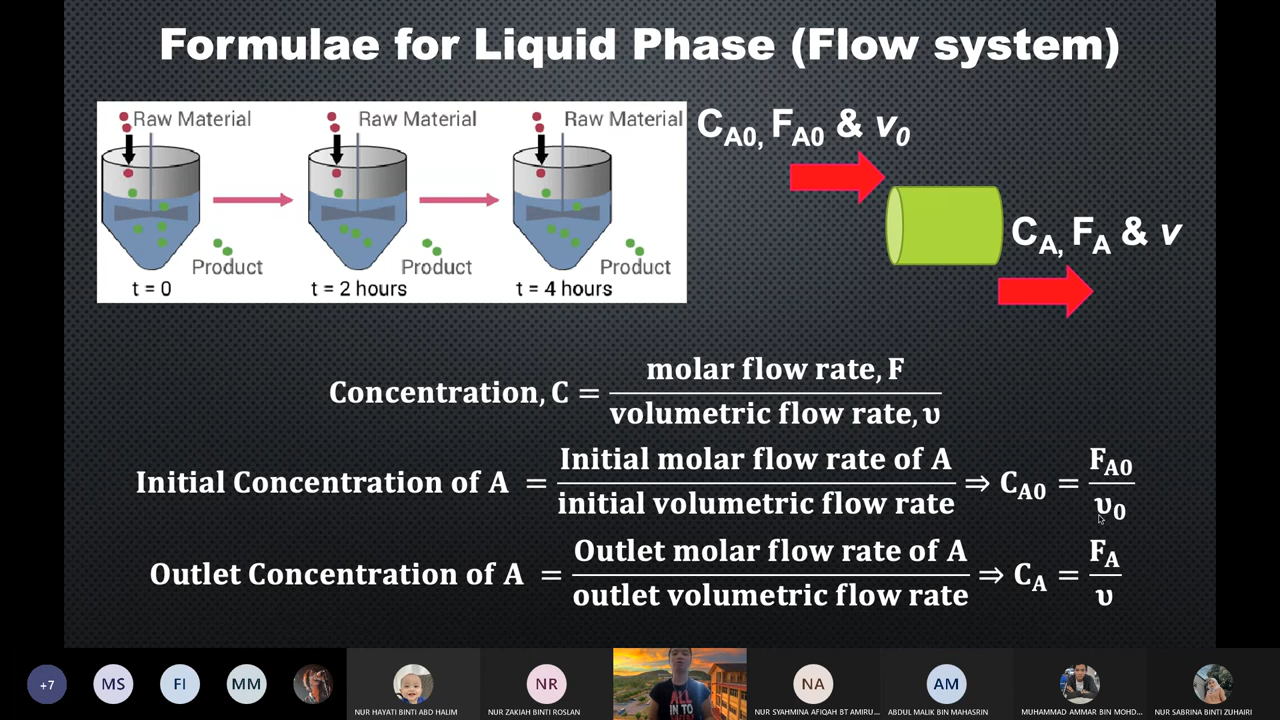 Formulae for Liquid Phase (Flow system)
Raw Material Raw Material Raw Material
Product Product Product
t = 0 t = 2 hours t = 4 hours
C_A0, F_A0 & v_0
C_A, F_A & v
Concentration, C = molar flow rate, F / volumetric flow rate, υ
Initial Concentration of A = Initial molar flow rate of A / initial volumetric flow rate ⇒ C_A0 = F_A0 / υ_0
Outlet Concentration of A = Outlet molar flow rate of A / outlet volumetric flow rate ⇒ C_A = F_A / υ
+7 MS FI MM NR NA AM
NUR HAYATI BINTI ABD HALIM NUR ZAKIAH BINTI ROSLAN NUR SYAHMINA AFIQAH BT AMIRU... ABDUL MALIK BIN MAHASRIN MUHAMMAD AMMAR BIN MOHD... NUR SABRINA BINTI ZUHAIRI
ALL
IN TO